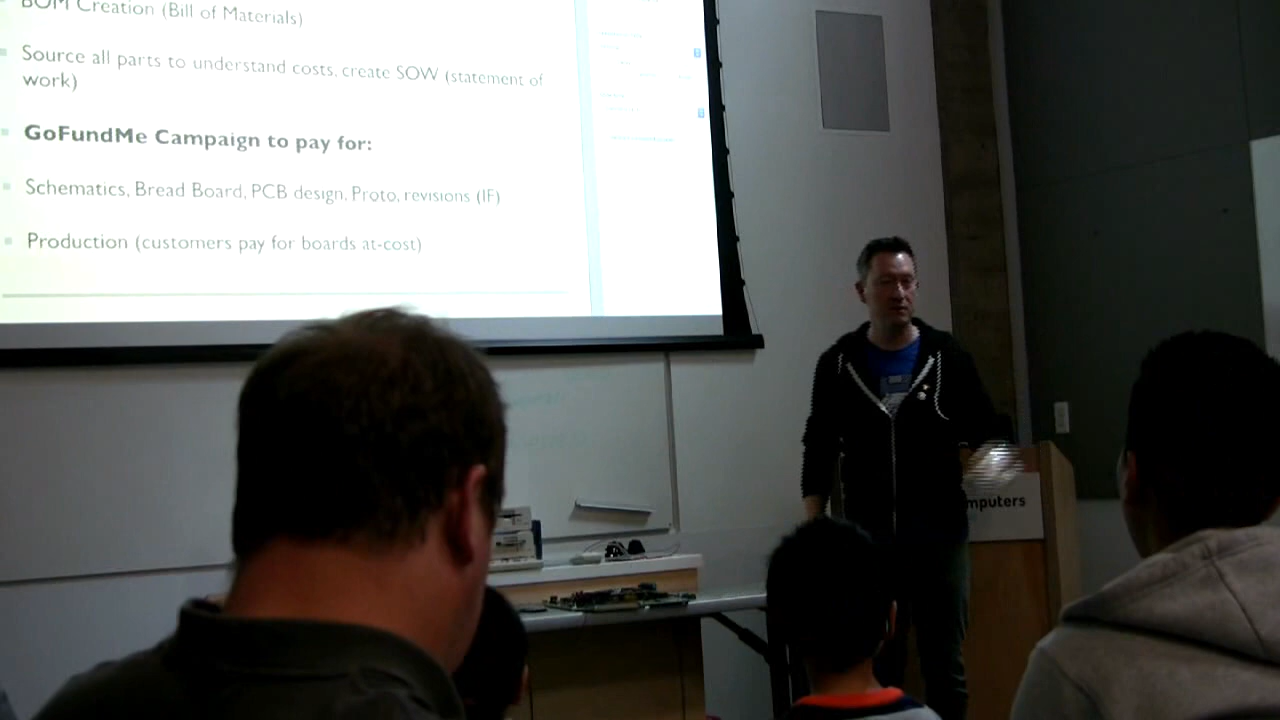 BOM Creation (Bill of Materials)
Source all parts to understand costs, create SOW (statement of
work)
GoFundMe Campaign to pay for:
Schematics, Bread Board, PCB design, Proto, revisions (IF)
Production (customers pay for boards at-cost)
mputers